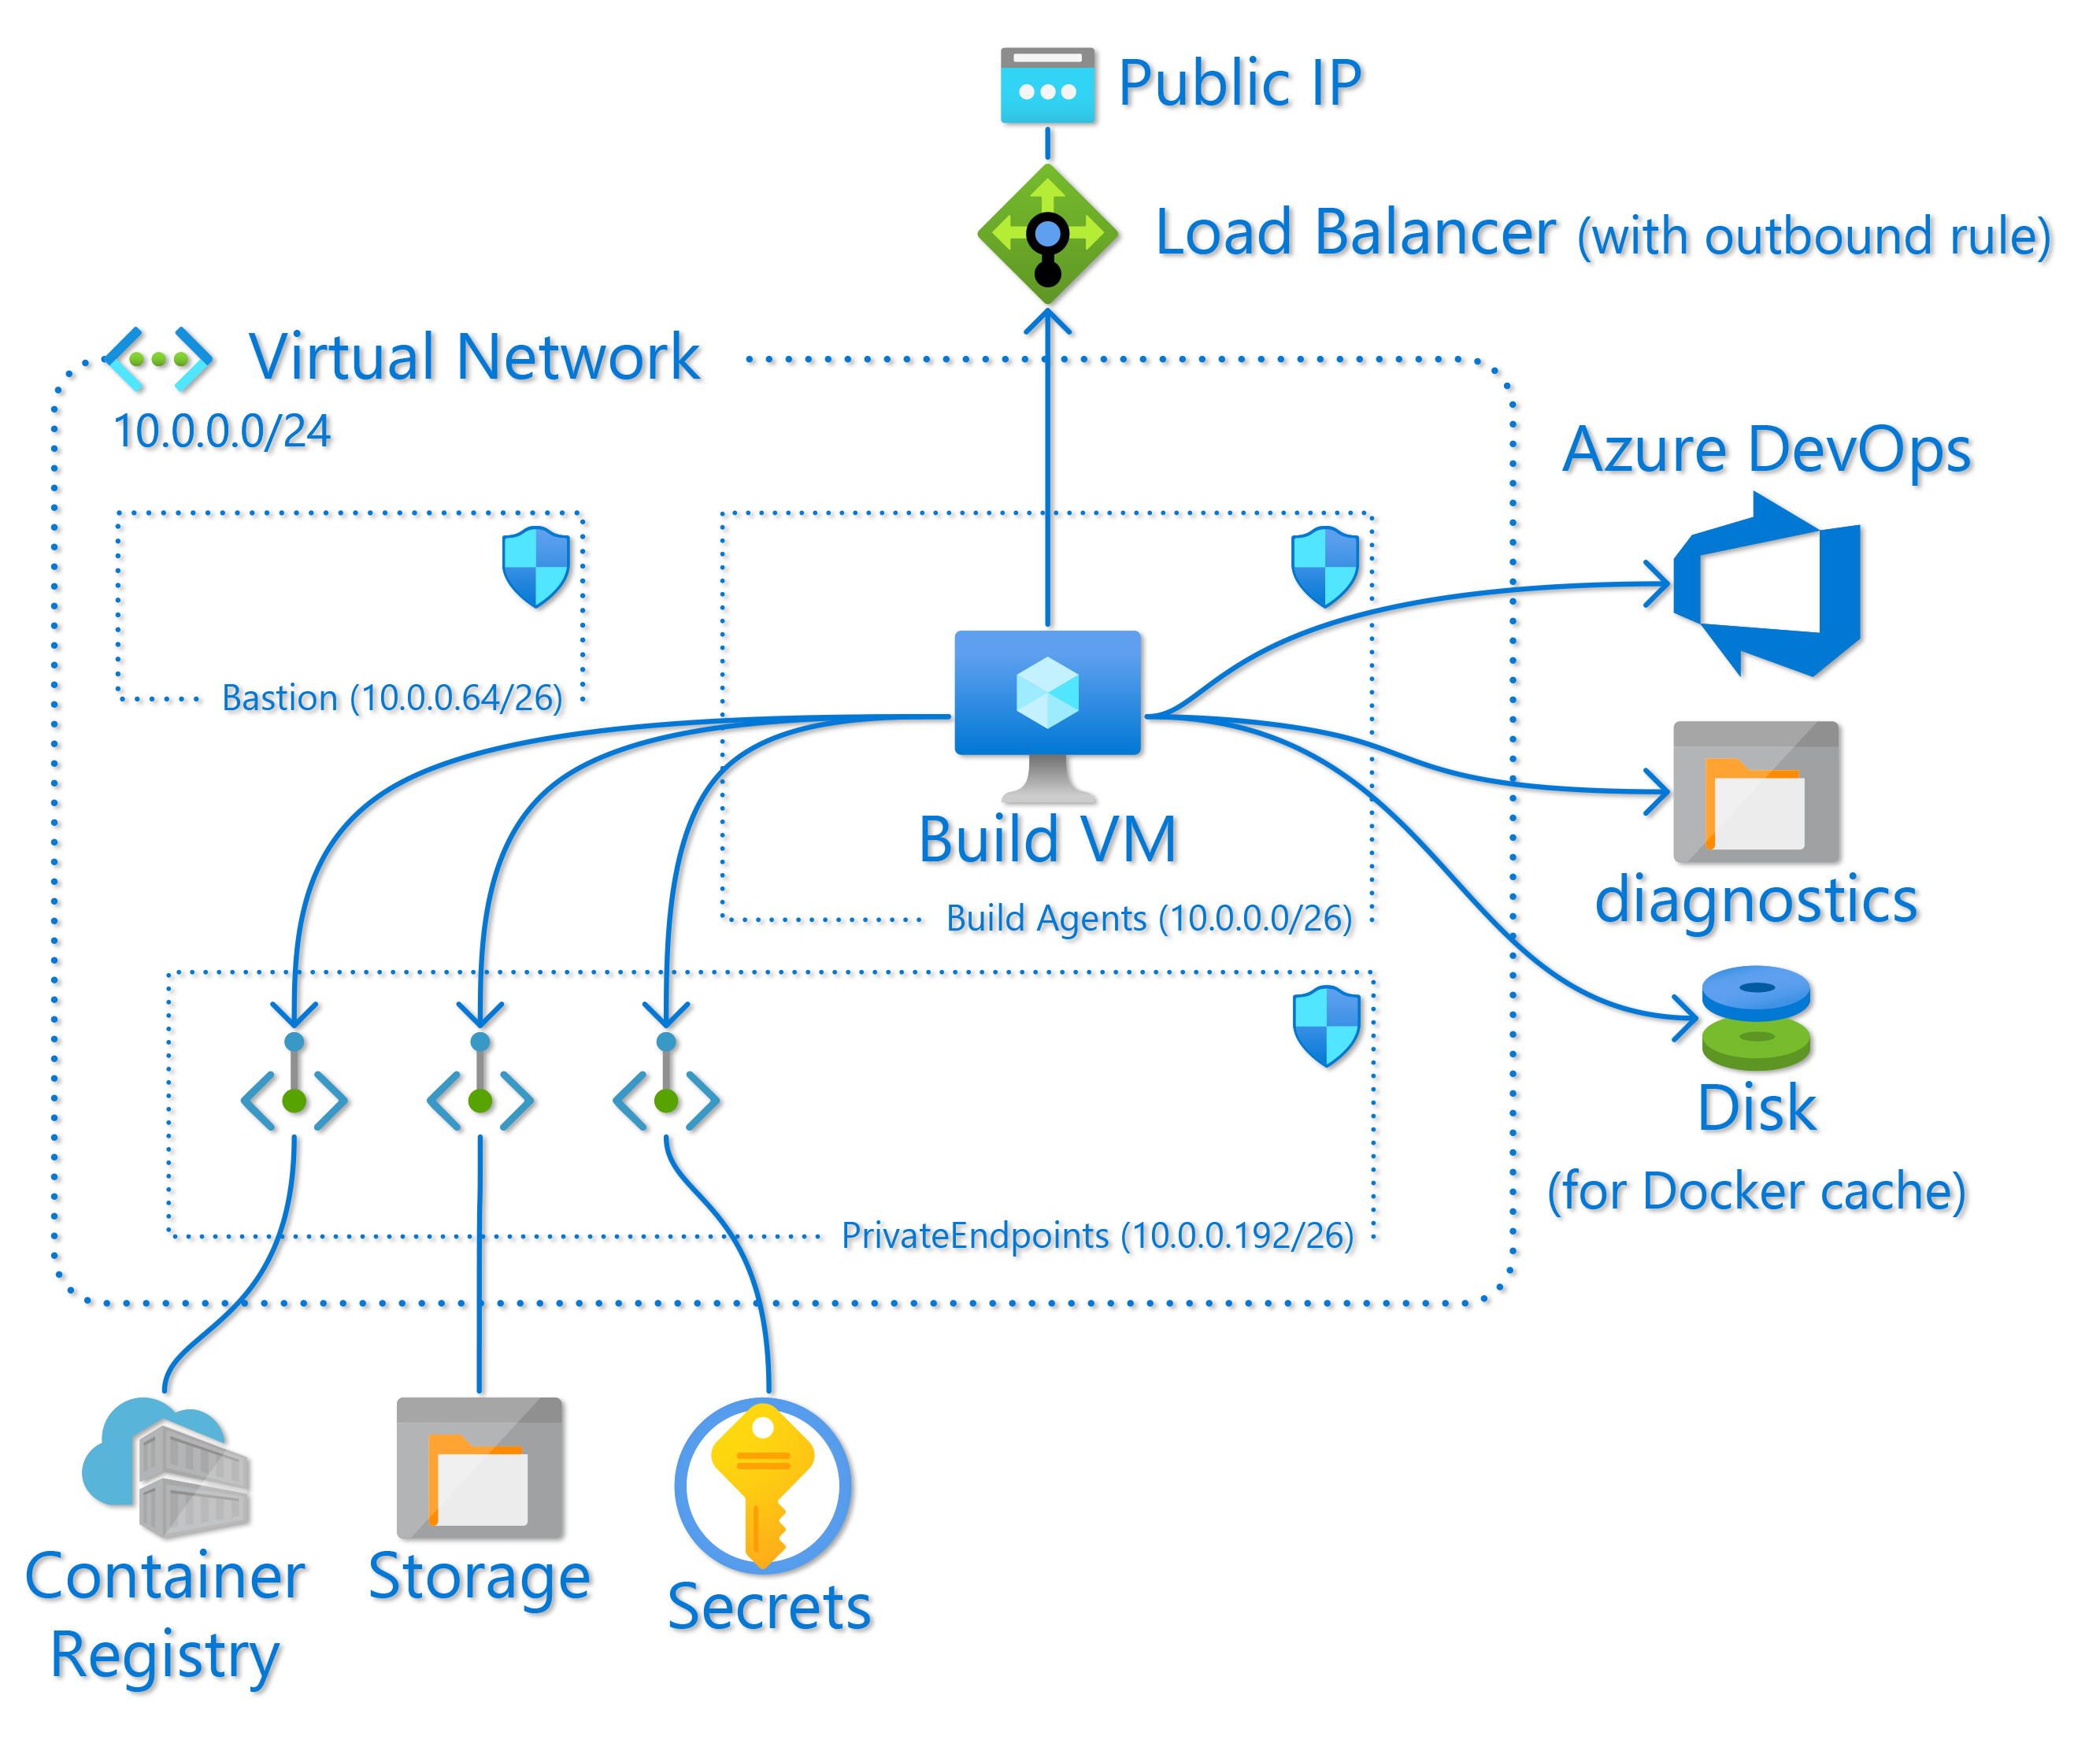 Public IP
Load Balancer (with outbound rule)
Virtual Network
10.0.0.0/24
Azure DevOps
Bastion (10.0.0.64/26)
Build VM
diagnostics
Build Agents (10.0.0.0/26)
Disk
(for Docker cache)
PrivateEndpoints (10.0.0.192/26)
Container
Registry
Storage
Secrets